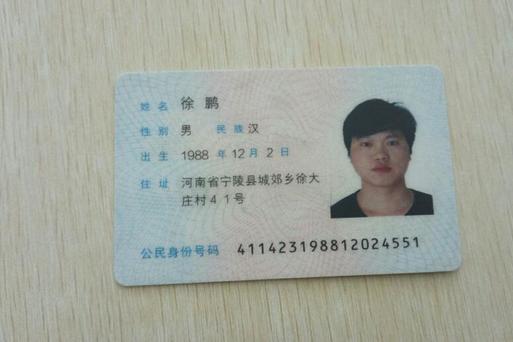 姓名 徐鹏
性别 男 民族 汉
出生 1988 年 12 月 2 日
住址 河南省宁陵县城郊乡徐大
庄村41号
公民身份号码 411423198812024551